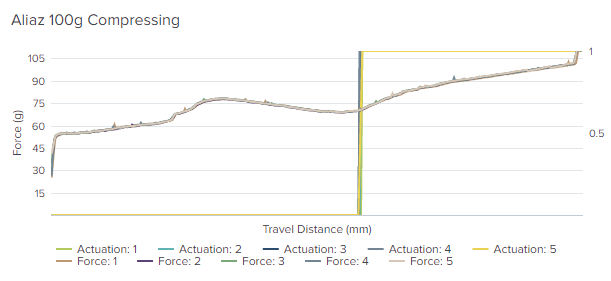 Aliaz 100g Compressing
105
90
75
60
45
30
15
Force (g)
1
0.5
Travel Distance (mm)
Actuation: 1 Actuation: 2 Actuation: 3 Actuation: 4 Actuation: 5
Force: 1 Force: 2 Force: 3 Force: 4 Force: 5